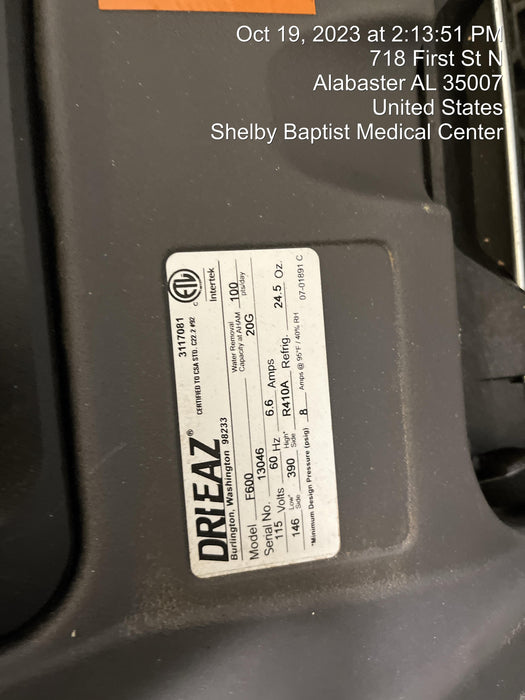 Oct 19, 2023 at 2:13:51 PM
718 First St N
Alabaster AL 35007
United States
Shelby Baptist Medical Center
DRIEAZ®
3117081
CERTIFIED TO CSA STD. C22.2 #92
c ETL
Intertek
Burlington, Washington 98233
Model F600 Water Removal Capacity at AHAM 100 pts/day
Serial No. 13046 20G
115 Volts 60 Hz 6.6 Amps
146 Low* Side 390 High* Side R410A Refrig. 24.5 Oz.
*Minimum Design Pressure (psig) 8 Amps @ 95°F / 40% RH 07-01891 C